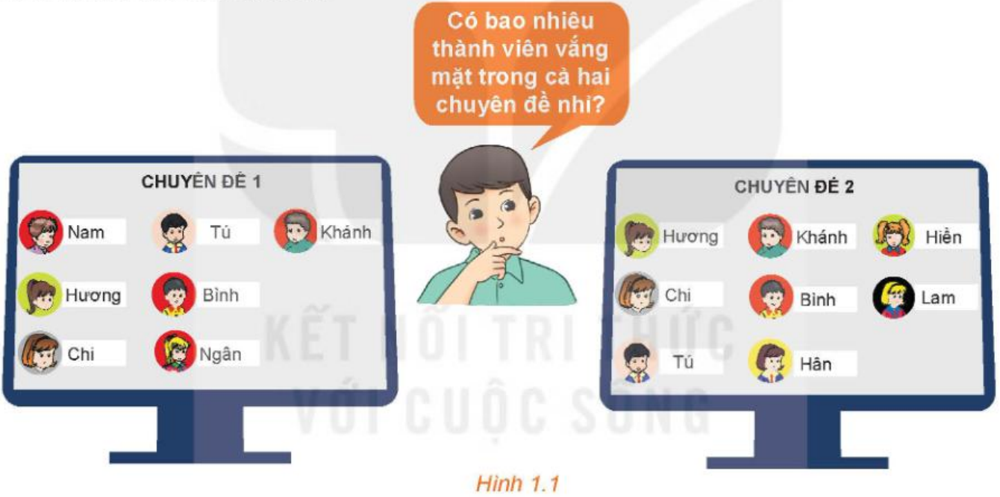 Có bao nhiêu
thành viên vắng
mặt trong cả hai
chuyên đề nhỉ?
CHUYÊN ĐỀ 1
Nam Tú Khánh
Hương Bình
Chi Ngân
CHUYÊN ĐỀ 2
Hương Khánh Hiền
Chi Bình Lam
Tú Hân
KẾT NỐI TRI THỨC
VỚI CUỘC SỐNG
Hình 1.1